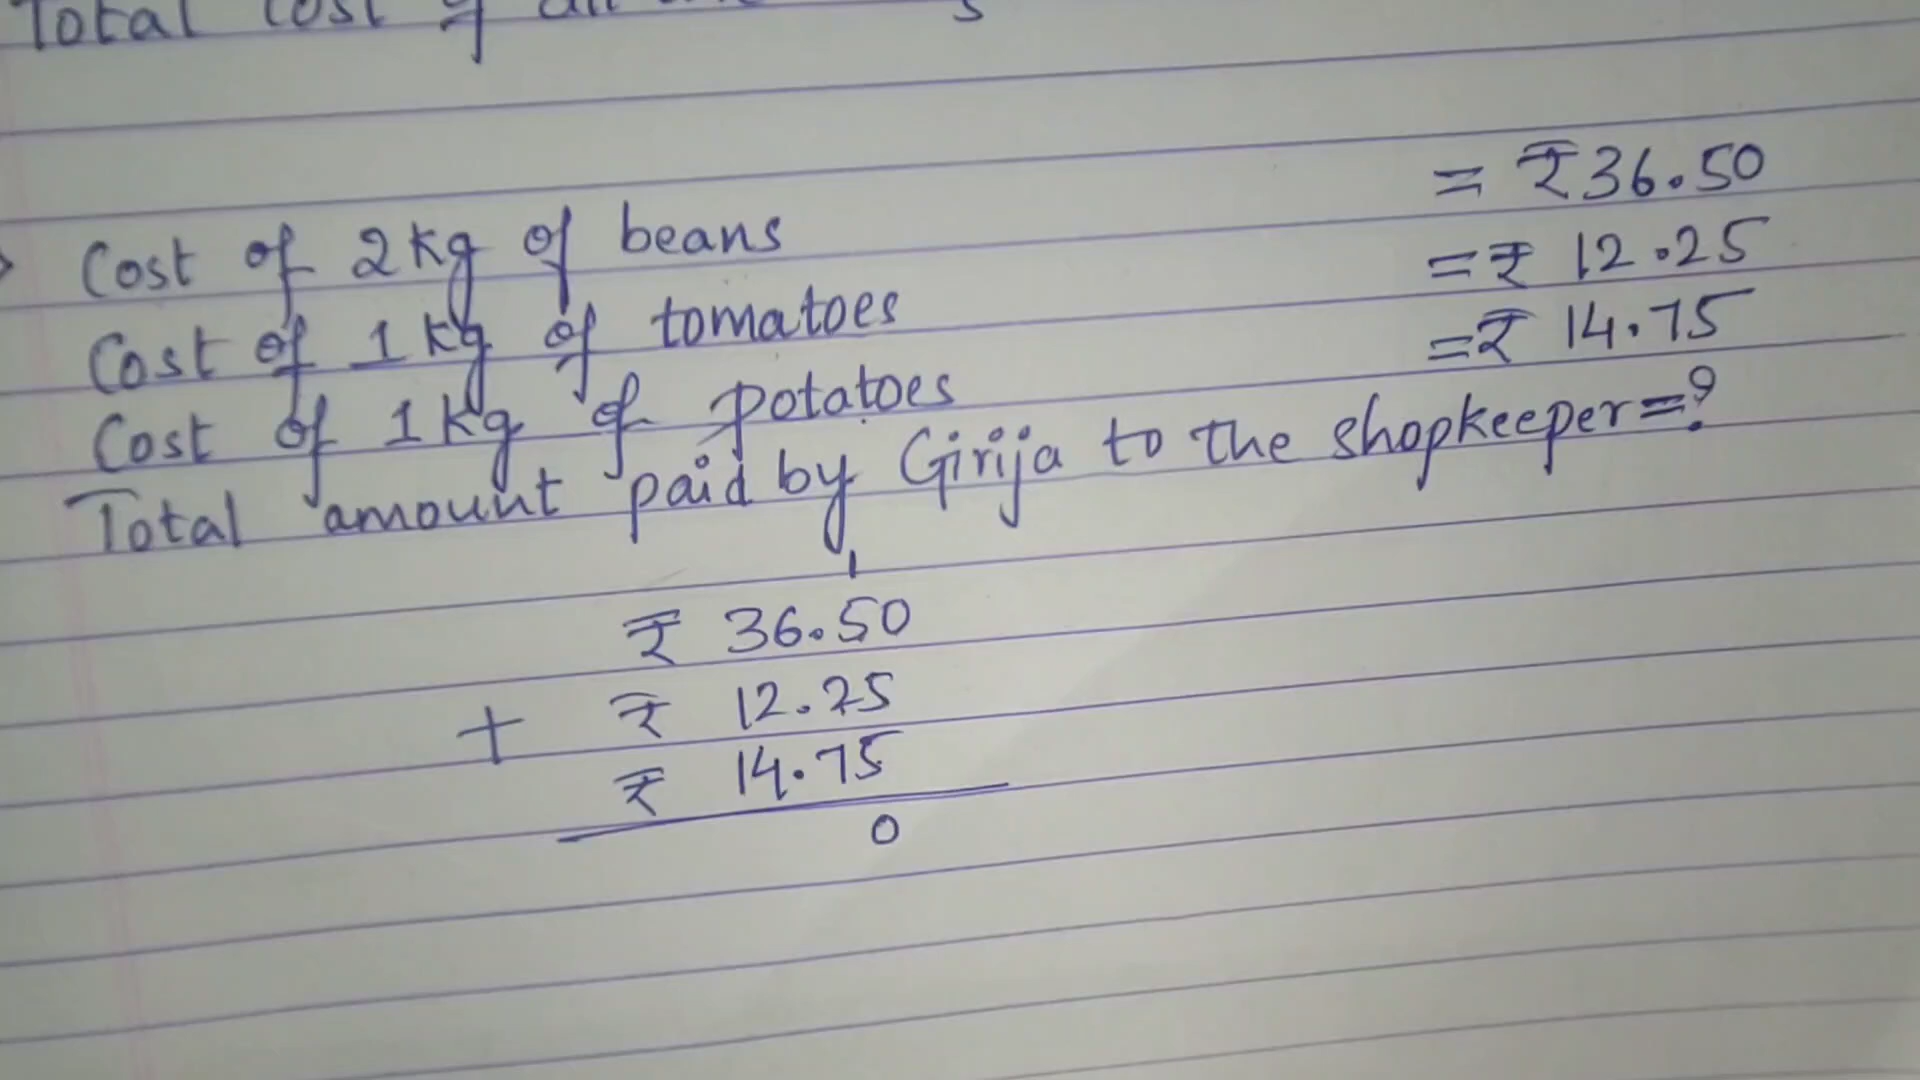 Total cost of all
Cost of 2kg of beans = ₹36.50
Cost of 1kg of tomatoes = ₹ 12.25
Cost of 1kg of potatoes = ₹ 14.75
Total amount paid by Girija to the shopkeeper=?
1
₹ 36.50
+ ₹ 12.25
₹ 14.75
0